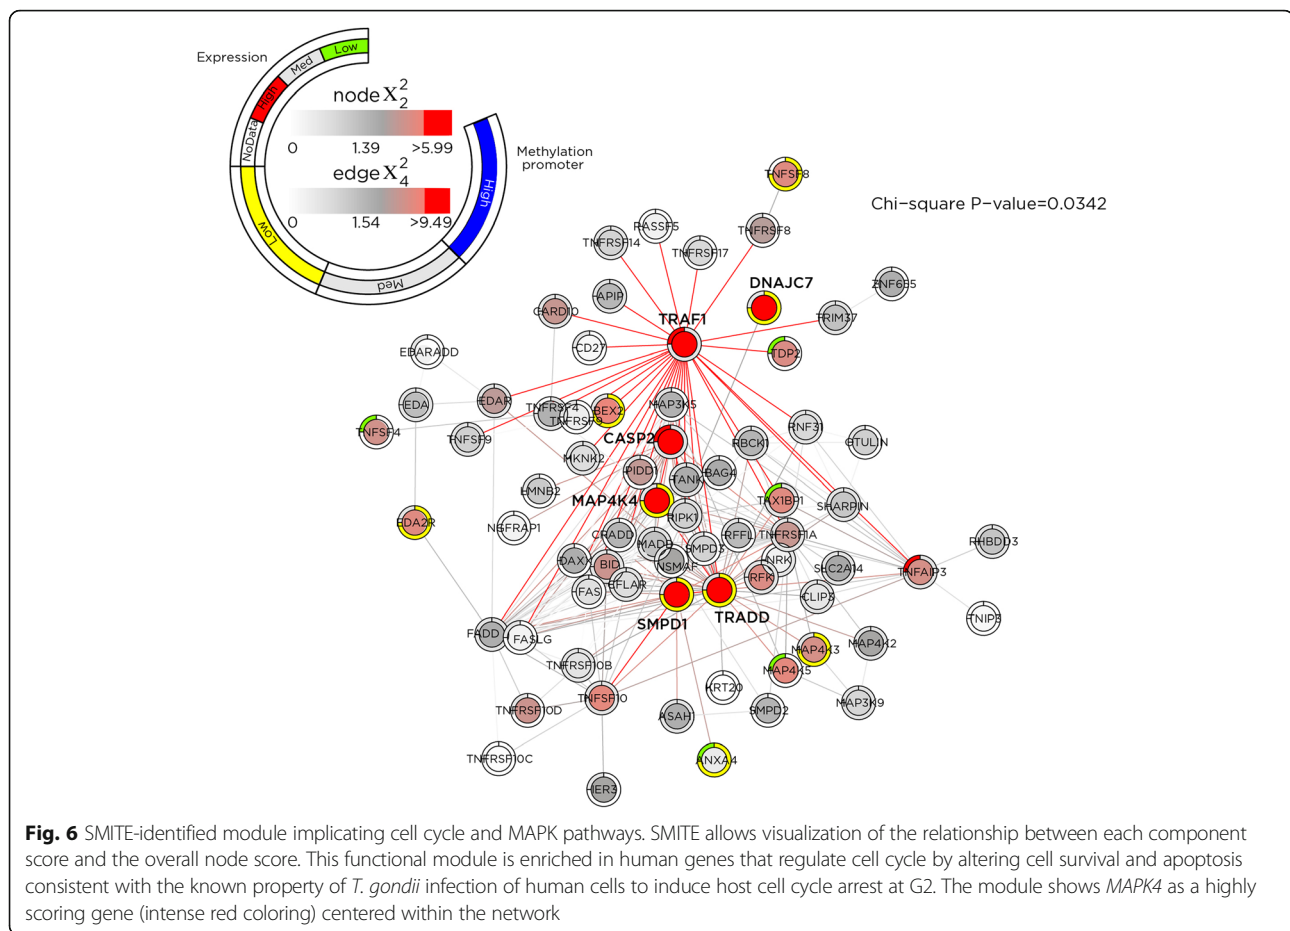 Expression
Low
Med
High
NoData
node X²₂
0 1.39 >5.99
edge X²₄
0 1.54 >9.49
Methylation
promoter
High
Low
Med
Chi-square P-value=0.0342
TNFSF8
RASSF5
TNFRSF14
TNFRSF17
TNFRSF8
DNAJC7
ZNF655
APIP
CARD10
TRAF1
TRIM37
EDARADD
CD27
TDP2
EDAR
EDA
TNFRSF4
TNFRSF9
BEX2
MAP3K5
TNFSF4
TNFSF9
CASP2
RBCK1
RNF31
OTULIN
MKNK2
PIDD1
TANK
BAG4
LMNB2
MAP4K4
TAX1BP1
SHARPIN
EDA2R
NGFRAP1
RIPK1
CRADD
MADD
SMPD3
RFFL
TNFRSF1A
RHBDD3
DAXX
BID
NSMAF
NRK
SLC2A14
TNFAIP3
FAS
CFLAR
RFK
CLIP3
SMPD1
TRADD
TNIP3
FADD
FASLG
MAP4K2
MAP4K3
TNFRSF10B
MAP4K5
TNFRSF10D
TNFSF10
KRT20
MAP3K9
ASAH1
SMPD2
TNFRSF10C
ANXA4
HER3
Fig. 6 SMITE-identified module implicating cell cycle and MAPK pathways. SMITE allows visualization of the relationship between each component
score and the overall node score. This functional module is enriched in human genes that regulate cell cycle by altering cell survival and apoptosis
consistent with the known property of T. gondii infection of human cells to induce host cell cycle arrest at G2. The module shows MAPK4 as a highly
scoring gene (intense red coloring) centered within the network